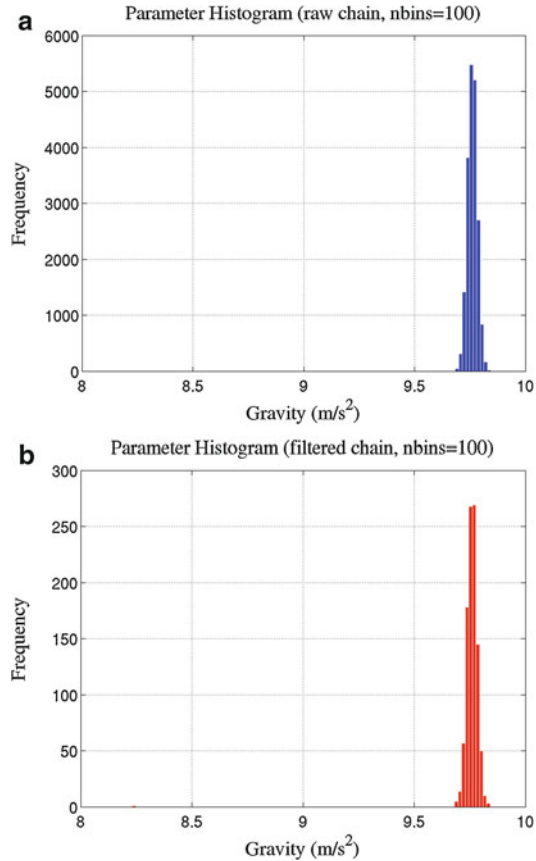 a
Parameter Histogram (raw chain, nbins=100)
6000
5000
4000
3000
2000
1000
0
Frequency
8 8.5 9 9.5 10
Gravity (m/s²)
b
Parameter Histogram (filtered chain, nbins=100)
300
250
200
150
100
50
0
Frequency
8 8.5 9 9.5 10
Gravity (m/s²)